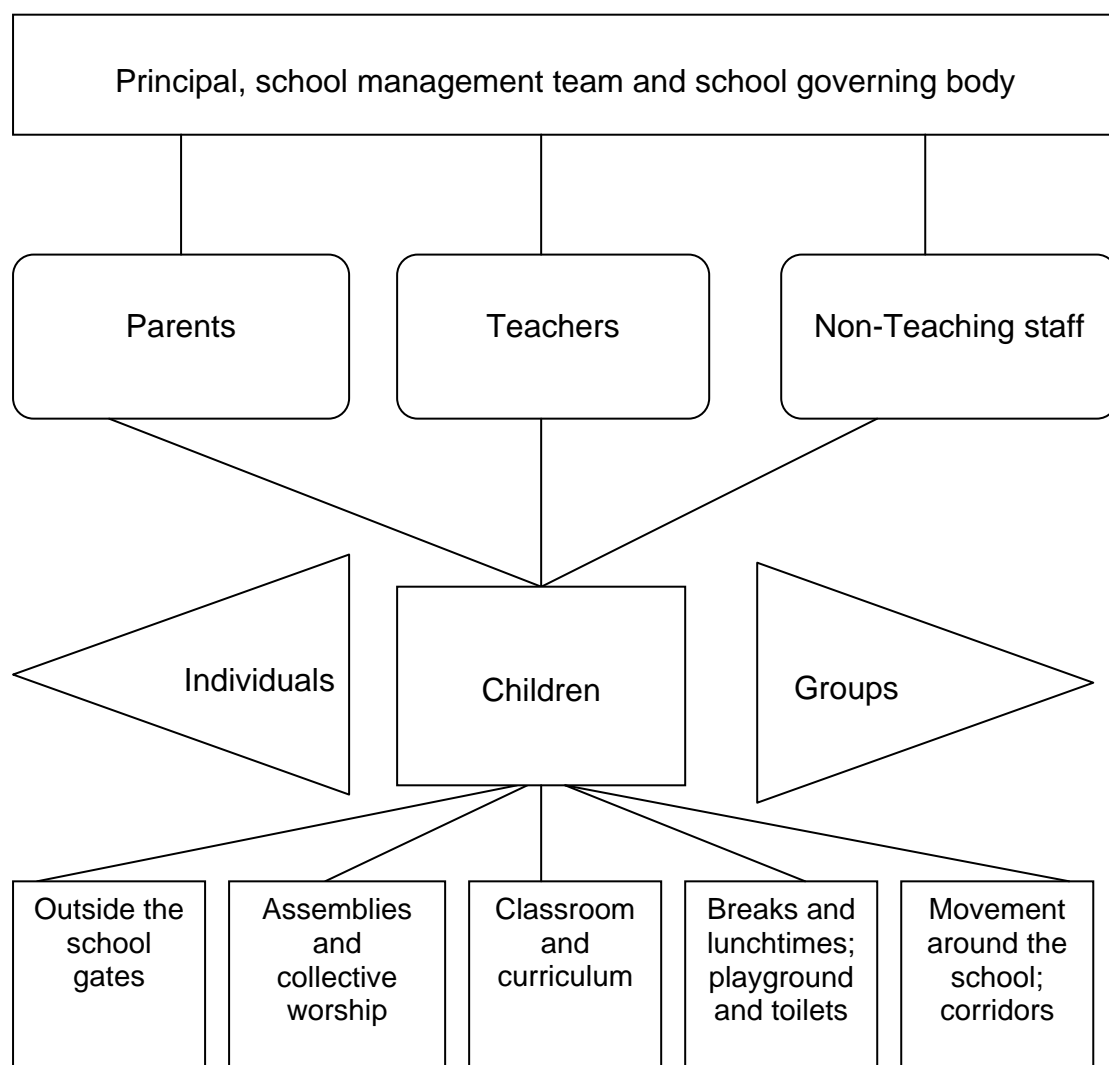 Principal, school management team and school governing body
Parents
Teachers
Non-Teaching staff
Individuals
Children
Groups
Outside the
school
gates
Assemblies
and
collective
worship
Classroom
and
curriculum
Breaks and
lunchtimes;
playground
and toilets
Movement
around the
school;
corridors